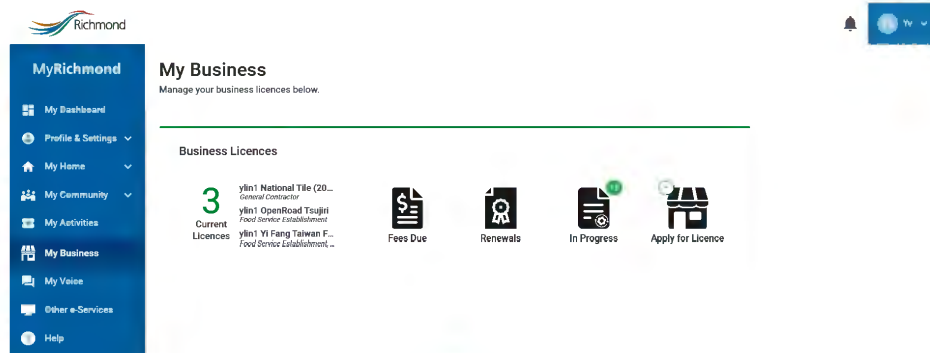 Richmond
Yv
MyRichmond
My Business
Manage your business licences below.
My Dashboard
Profile & Settings
My Home
My Community
My Activities
My Business
My Voice
Other e-Services
Help
Business Licences
3
Current
Licences
ylin1 National Tile (20...
General Contractor
ylin1 OpenRoad Tsujiri
Food Service Establishment
ylin1 Yi Fang Taiwan F...
Food Service Establishment, ...
Fees Due
Renewals
In Progress
Apply for Licence